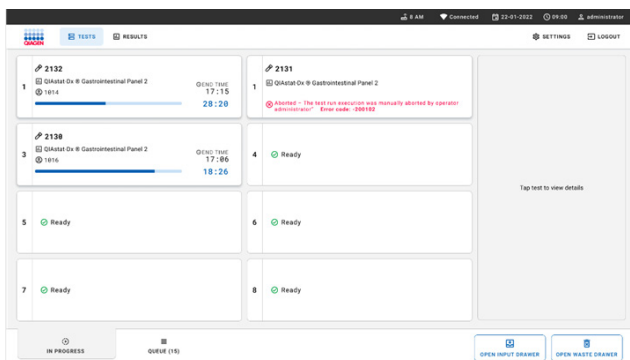 8 AM Connected 22-01-2022 09:00 administrator
QIAGEN TESTS RESULTS SETTINGS LOGOUT
1
2132
QIAstat-Dx ® Gastrointestinal Panel 2
1014
END TIME
17:15
28:20
1
2131
QIAstat-Dx ® Gastrointestinal Panel 2
Aborted - The test run execution was manually aborted by operator
administrator" Error code: -200102
3
2130
QIAstat-Dx ® Gastrointestinal Panel 2
1016
END TIME
17:06
18:26
4 Ready
Tap test to view details
5 Ready
6 Ready
7 Ready
8 Ready
IN PROGRESS
QUEUE (15)
OPEN INPUT DRAWER
OPEN WASTE DRAWER